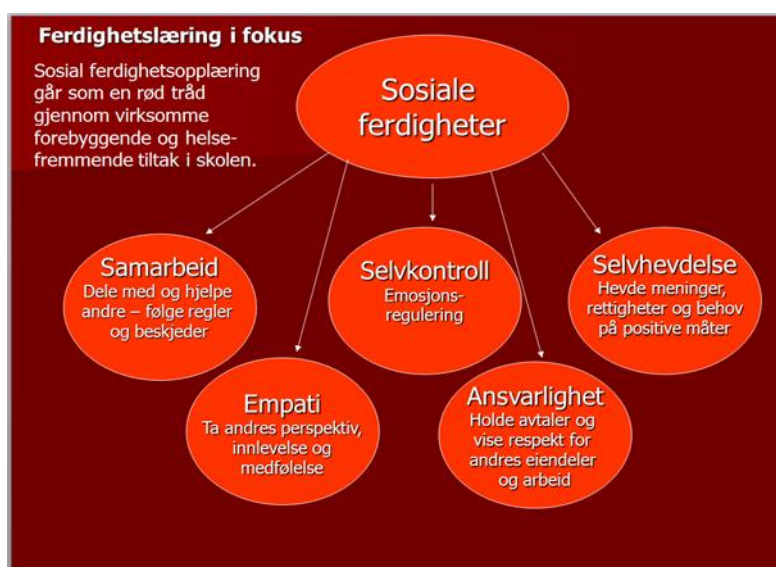 Ferdighetslæring i fokus
Sosial ferdighetsopplæring
går som en rød tråd
gjennom virksomme
forebyggende og helse-
fremmende tiltak i skolen.
Sosiale
ferdigheter
Samarbeid
Dele med og hjelpe
andre – følge regler
og beskjeder
Empati
Ta andres perspektiv,
innlevelse og
medfølelse
Selvkontroll
Emosjons-
regulering
Ansvarlighet
Holde avtaler og
vise respekt for
andres eiendeler
og arbeid
Selvhevdelse
Hevde meninger,
rettigheter og behov
på positive måter